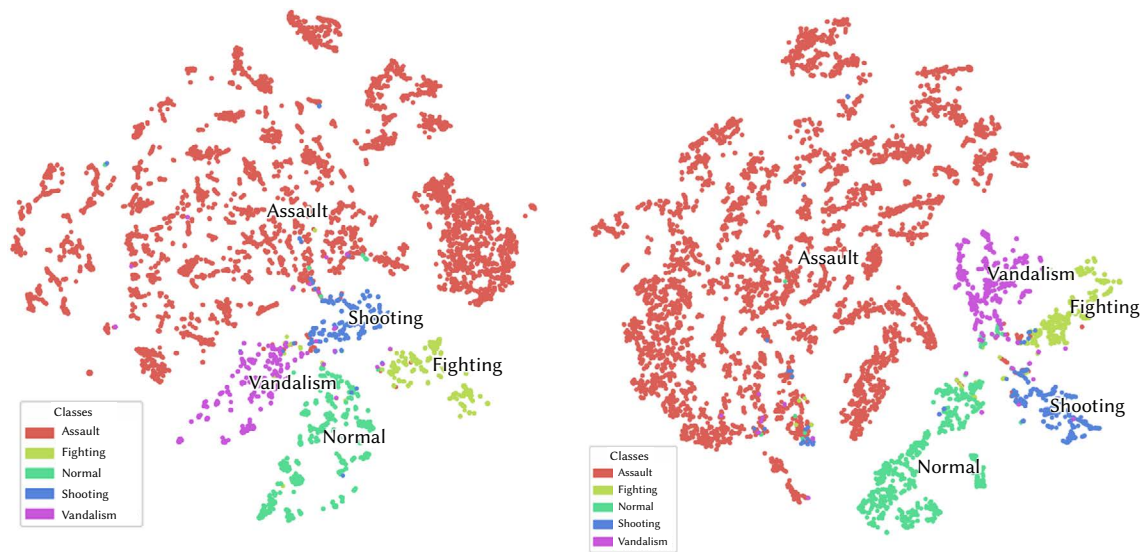 Assault
Shooting
Fighting
Vandalism
Normal
Classes
Assault
Fighting
Normal
Shooting
Vandalism
Assault
Vandalism
Fighting
Shooting
Normal
Classes
Assault
Fighting
Normal
Shooting
Vandalism